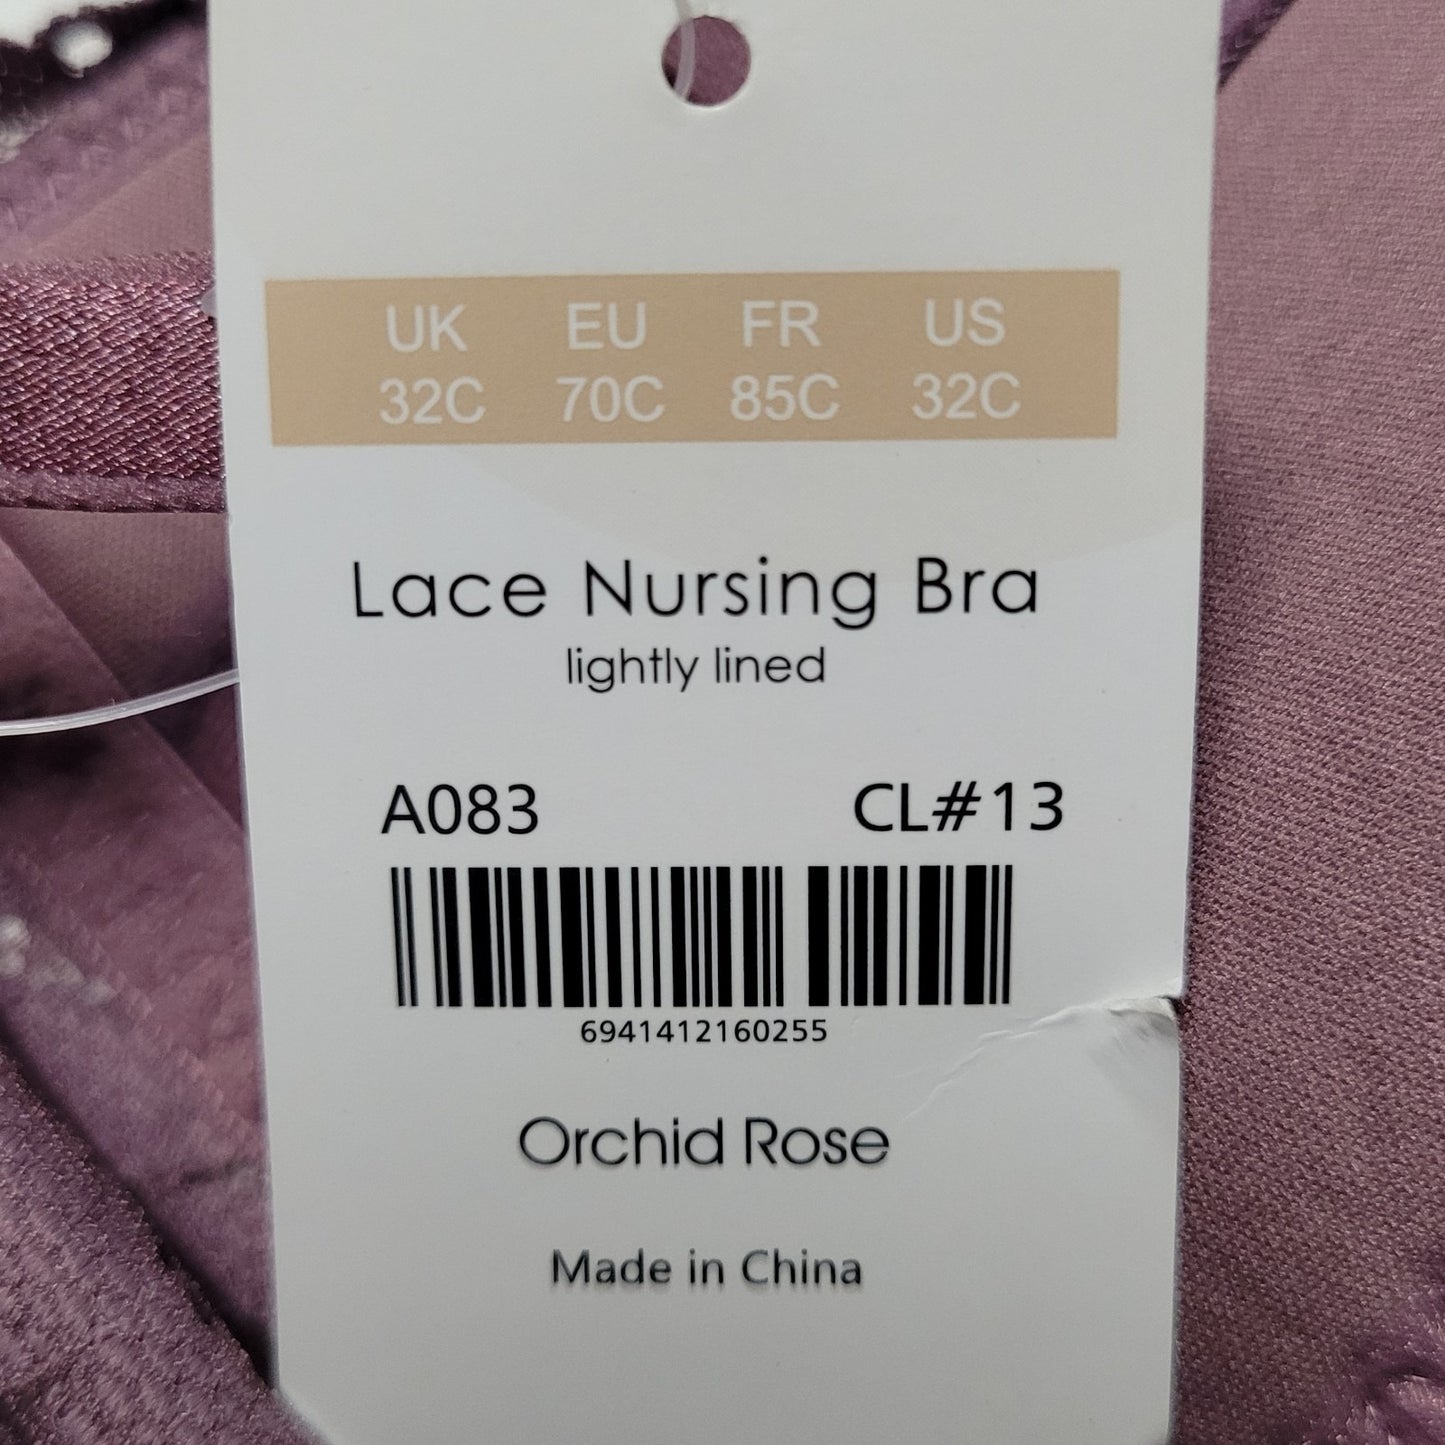 UK EU FR US
32C 70C 85C 32C
Lace Nursing Bra
lightly lined
A083 CL#13
6941412160255
Orchid Rose
Made in China